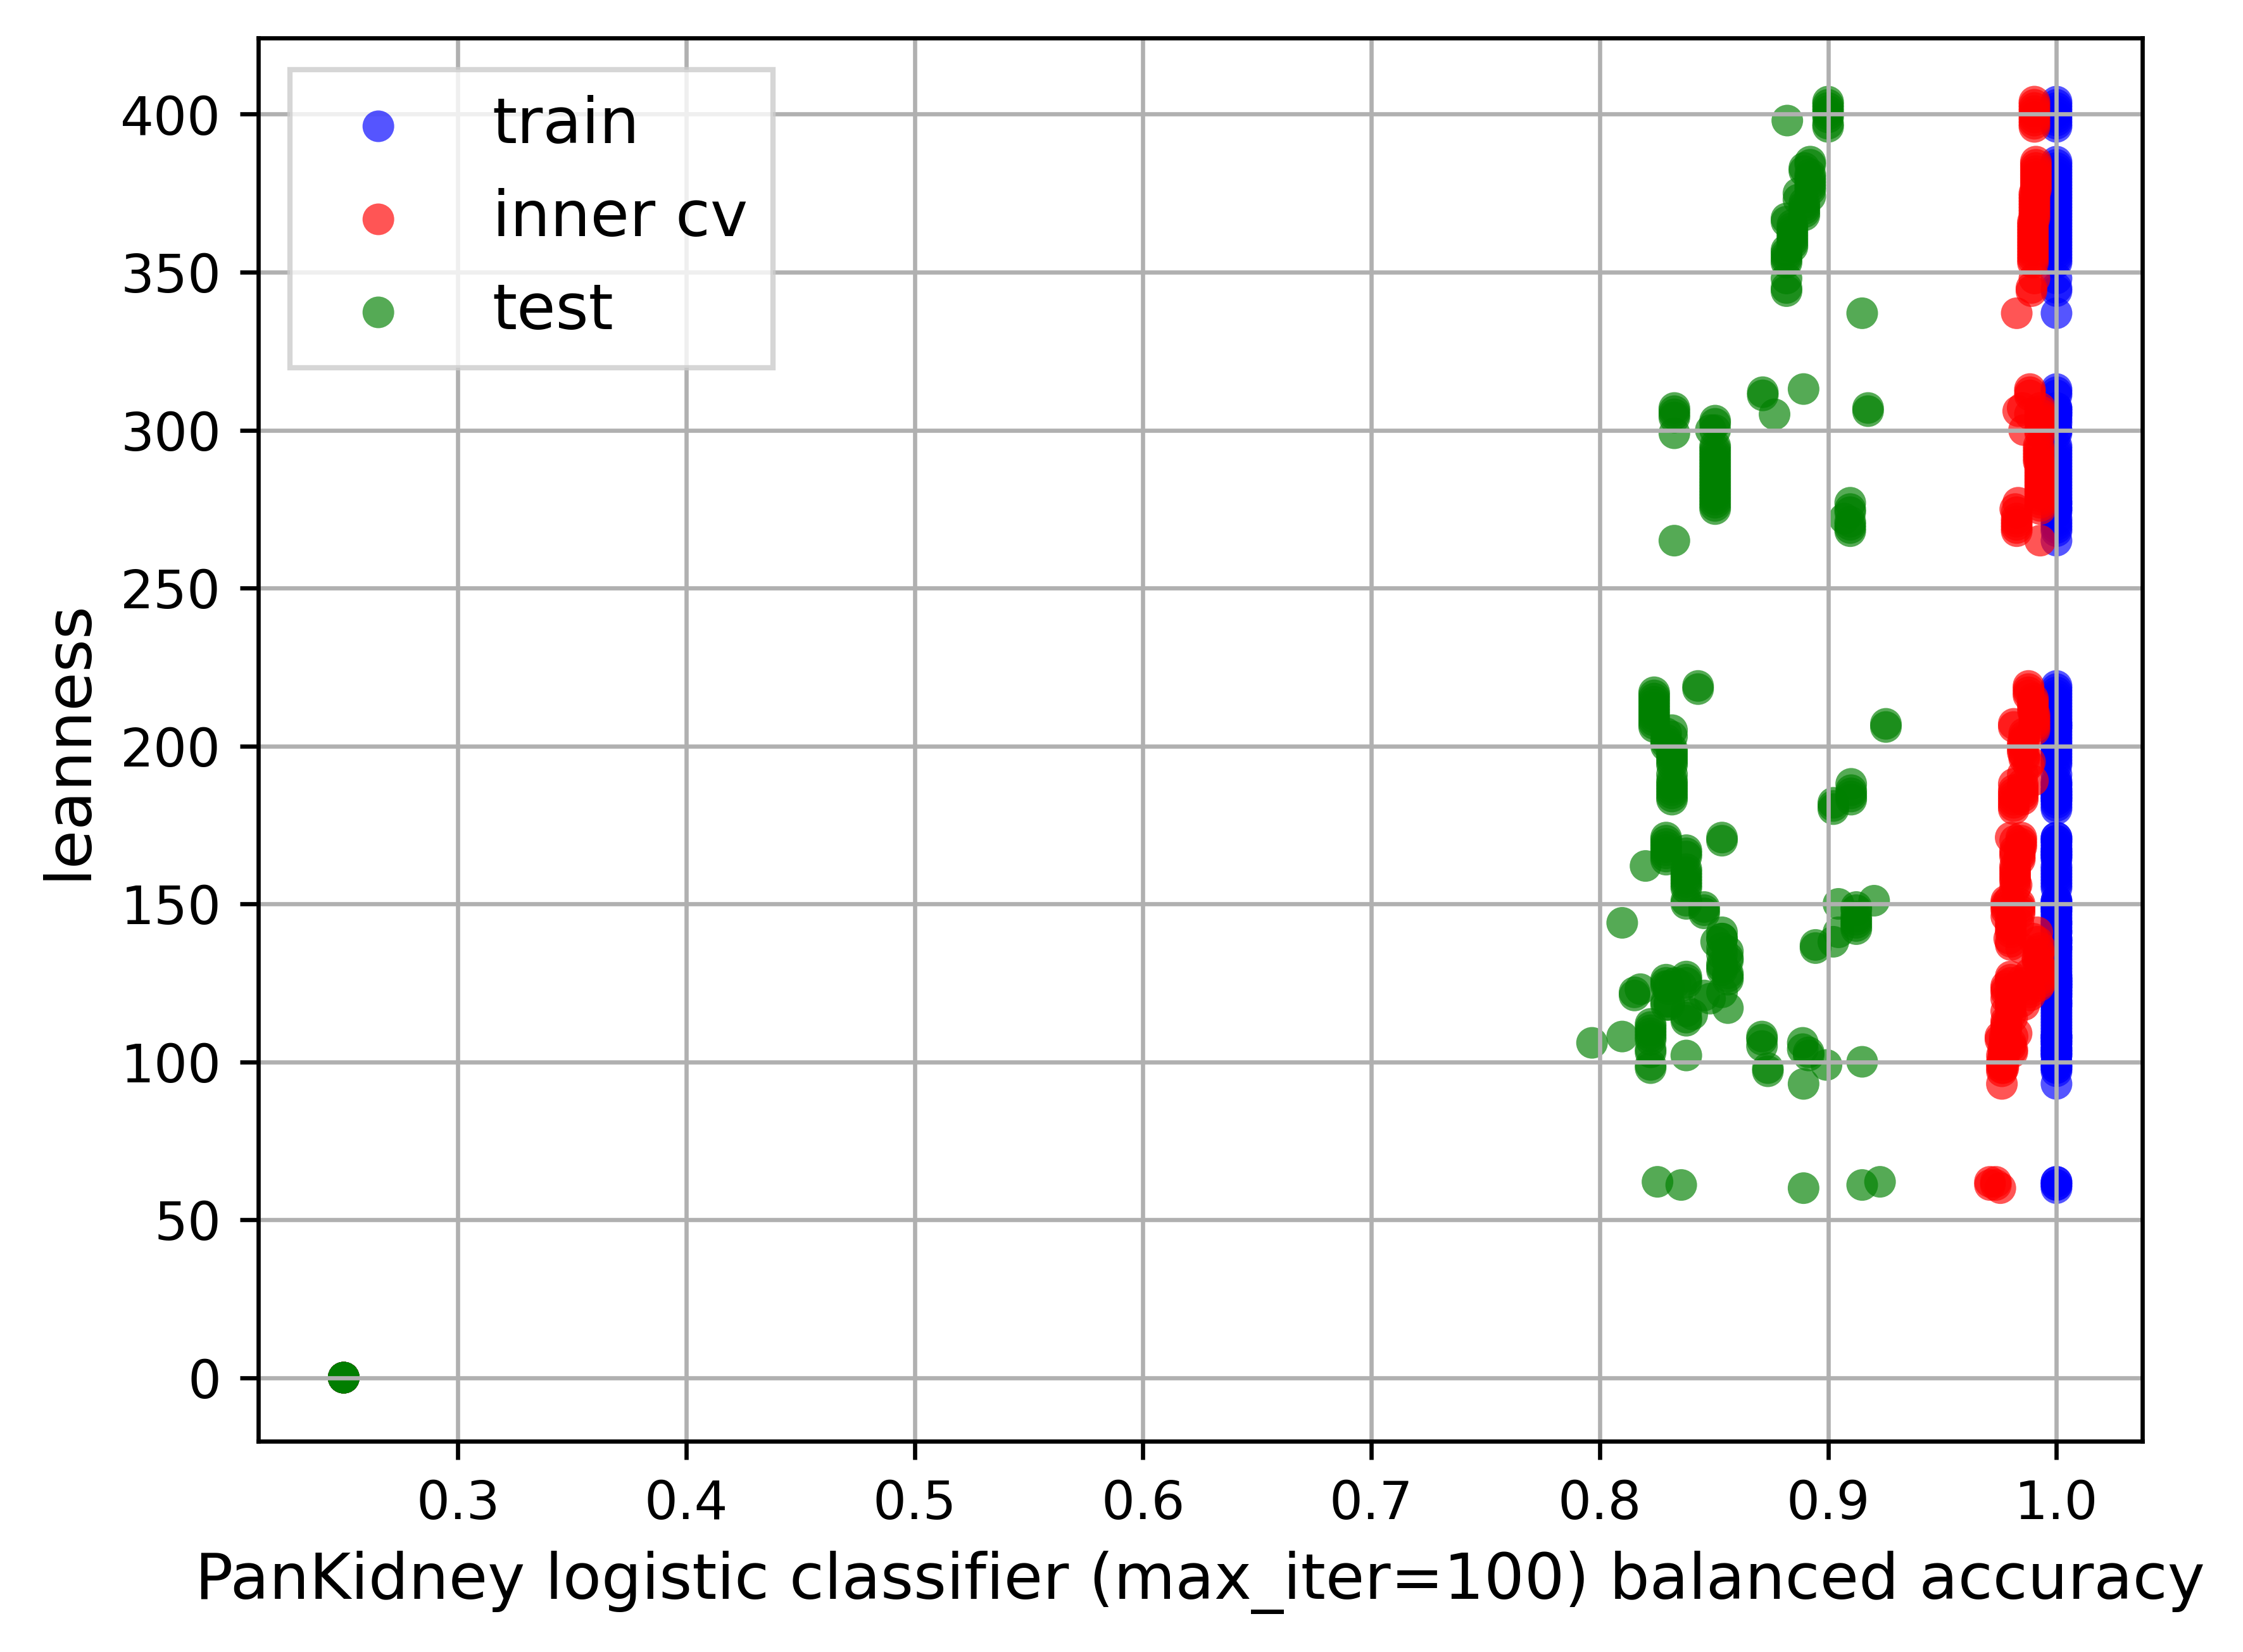 train
inner cv
test
400
350
300
250
200
150
100
50
0
leanness
0.3 0.4 0.5 0.6 0.7 0.8 0.9 1.0
PanKidney logistic classifier (max_iter=100) balanced accuracy